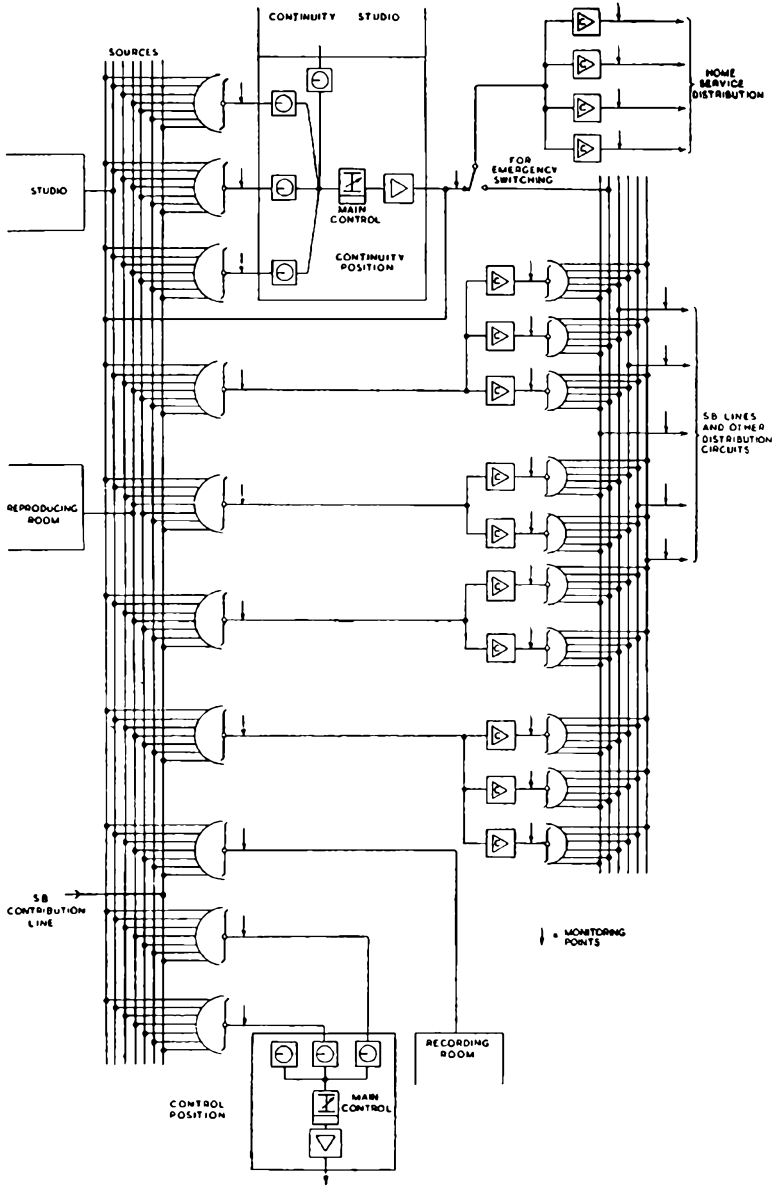 CONTINUITY STUDIO
SOURCES
HOME
SERVICE
DISTRIBUTION
FOR
EMERGENCY
SWITCHING
STUDIO
MAIN
CONTROL
CONTINUITY
POSITION
C
C
C
C
C
C
C
SB LINES
AND OTHER
DISTRIBUTION
CIRCUITS
REPRODUCING
ROOM
C
C
C
C
C
C
C
SB
CONTRIBUTION
LINE
= MONITORING
POINTS
RECORDING
ROOM
CONTROL
POSITION
MAIN
CONTROL